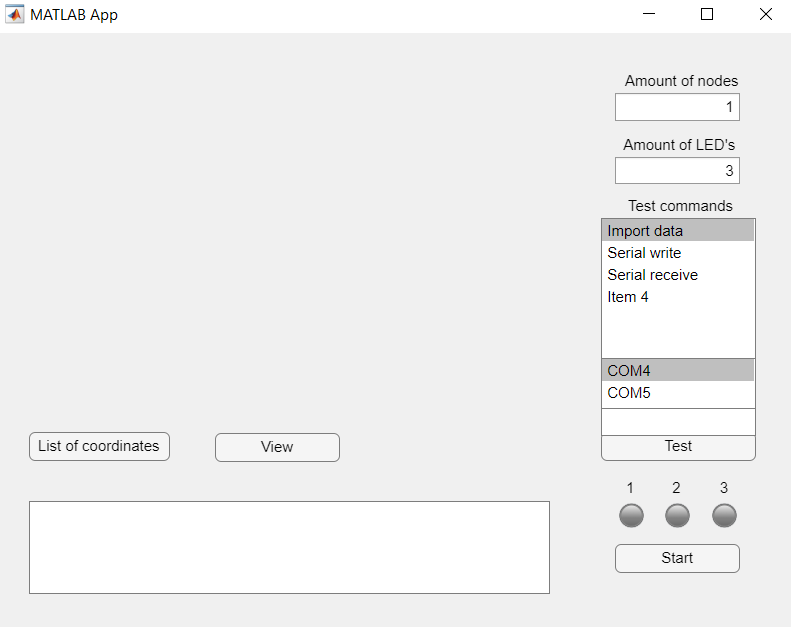 MATLAB App
Amount of nodes
1
Amount of LED's
3
Test commands
Import data
Serial write
Serial receive
Item 4
COM4
COM5
List of coordinates
View
Test
1 2 3
Start